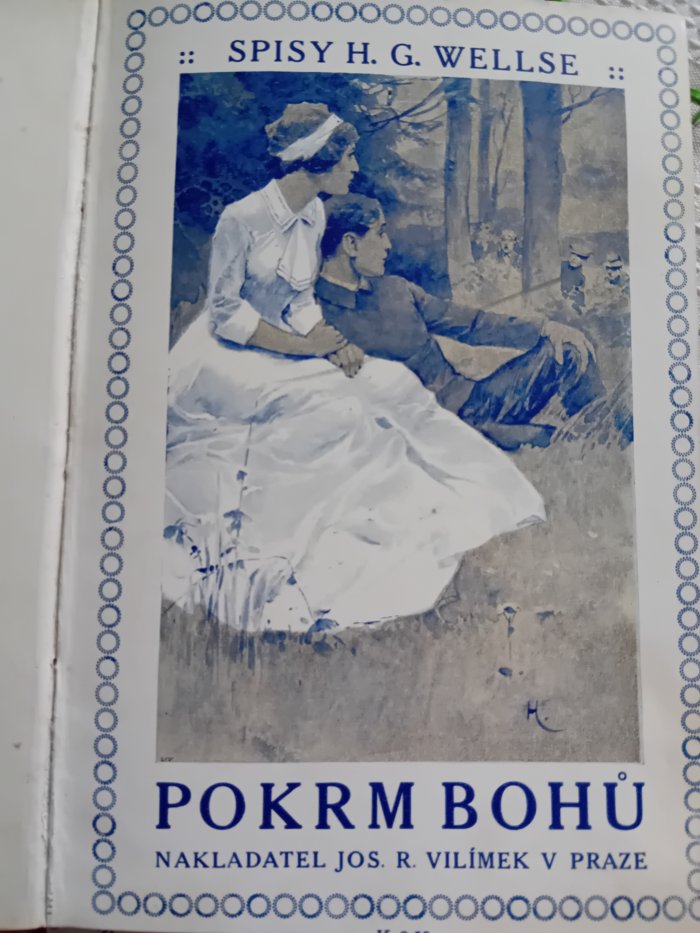 :: SPISY H. G. WELLSE ::
H.
POKRM BOHŮ
NAKLADATEL JOS. R. VILÍMEK V PRAZE